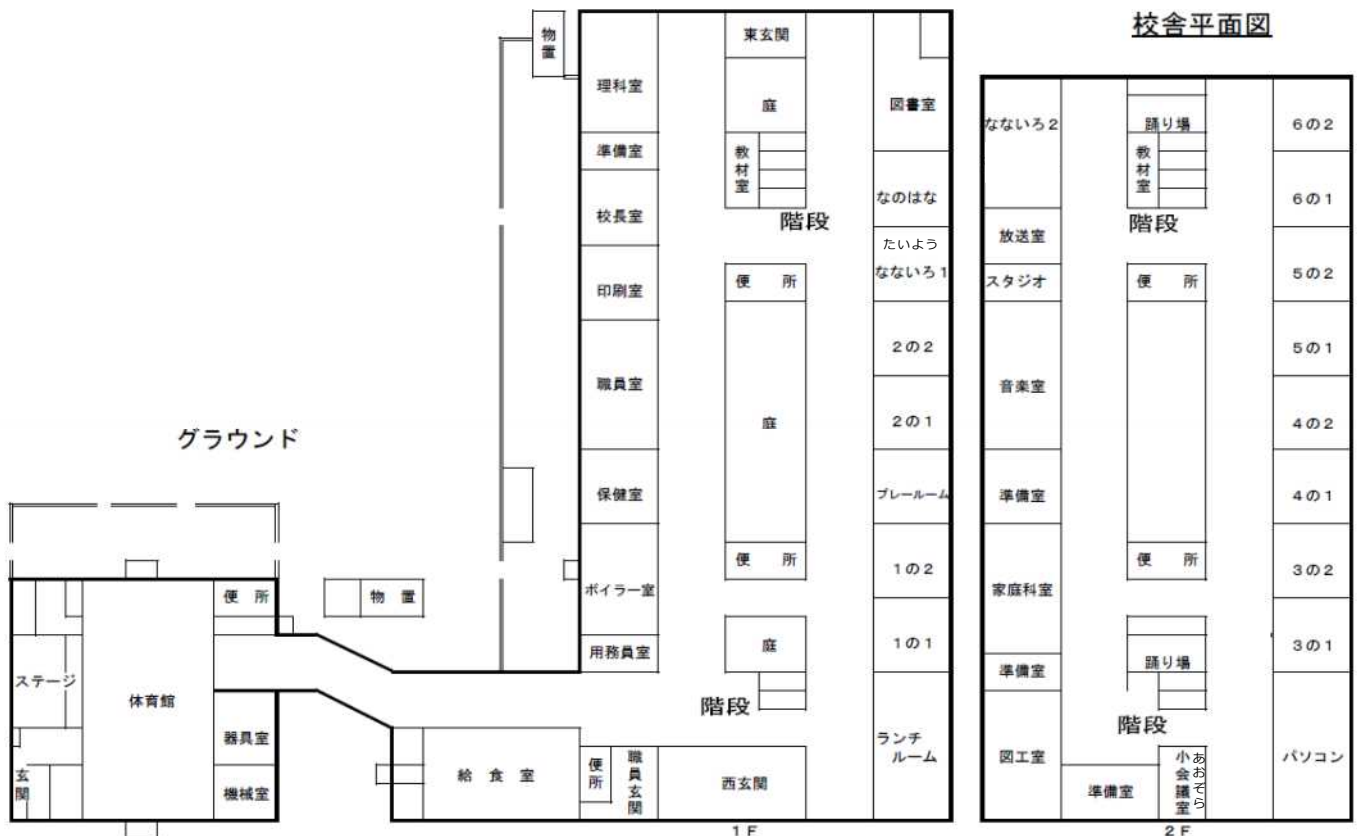 校舎平面図
物置
理科室
準備室
校長室
印刷室
職員室
保健室
ボイラー室
用務員室
東玄関
庭
教材室
階段
便所
庭
便所
庭
階段
図書室
なのはな
たいよう
なないろ1
2の2
2の1
プレールーム
1の2
1の1
ランチ
ルーム
グラウンド
物置
便所
ステージ
体育館
器具室
機械室
玄関
給食室
便所
職員玄関
西玄関
1F
なないろ2
放送室
スタジオ
音楽室
準備室
家庭科室
準備室
図工室
踊り場
教材室
階段
便所
便所
踊り場
階段
準備室
小会議室
あおぞら
6の2
6の1
5の2
5の1
4の2
4の1
3の2
3の1
パソコン
2F